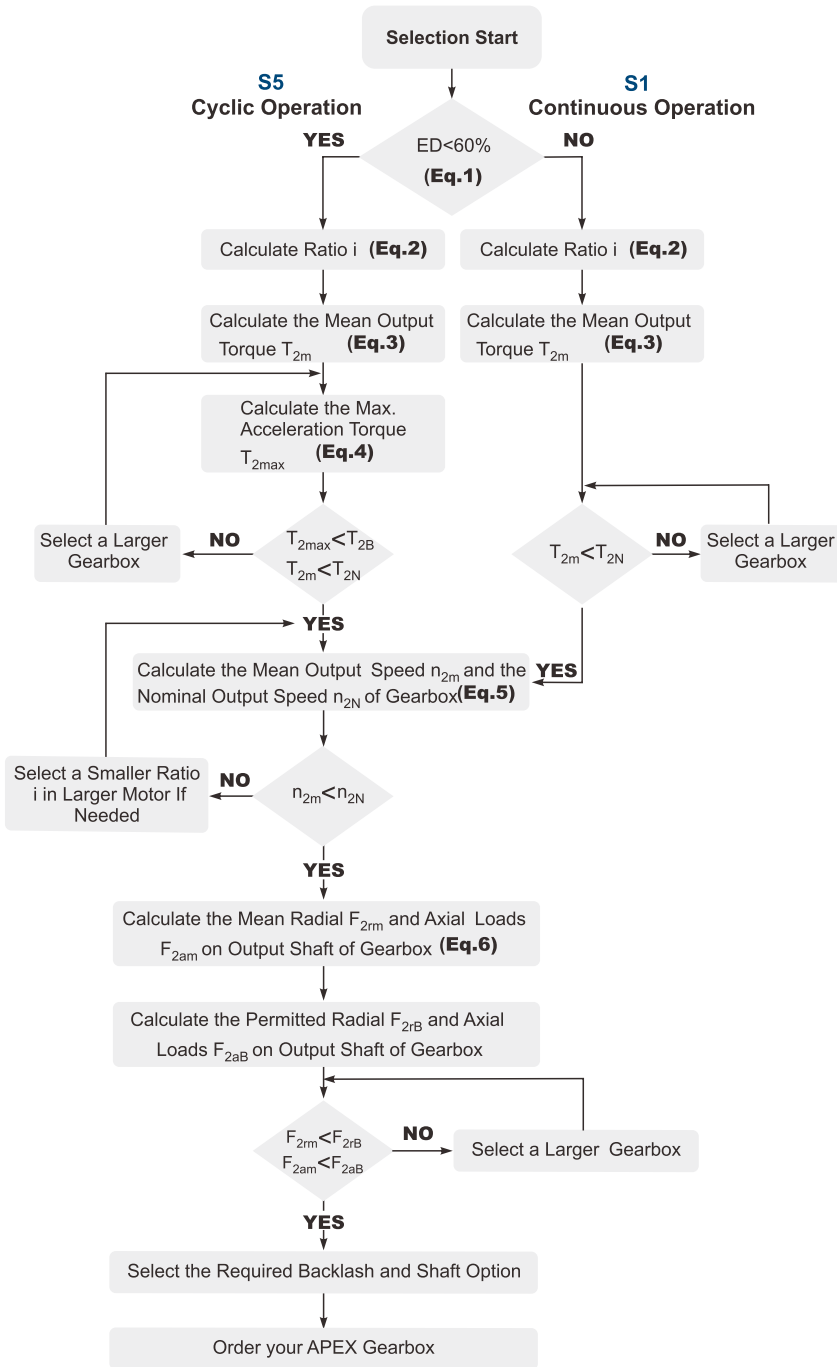 Selection Start
S5
Cyclic Operation
S1
Continuous Operation
YES
ED<60%
(Eq.1)
NO
Calculate Ratio i (Eq.2)
Calculate Ratio i (Eq.2)
Calculate the Mean Output
Torque T2m (Eq.3)
Calculate the Mean Output
Torque T2m (Eq.3)
Calculate the Max.
Acceleration Torque
T2max (Eq.4)
Select a Larger
Gearbox
NO
T2max<T2B
T2m<T2N
T2m<T2N
NO
Select a Larger
Gearbox
YES
Calculate the Mean Output Speed n2m and the
Nominal Output Speed n2N of Gearbox(Eq.5)
YES
Select a Smaller Ratio
i in Larger Motor If
Needed
NO
n2m<n2N
YES
Calculate the Mean Radial F2rm and Axial Loads
F2am on Output Shaft of Gearbox (Eq.6)
Calculate the Permitted Radial F2rB and Axial
Loads F2aB on Output Shaft of Gearbox
F2rm<F2rB
F2am<F2aB
NO
Select a Larger Gearbox
YES
Select the Required Backlash and Shaft Option
Order your APEX Gearbox